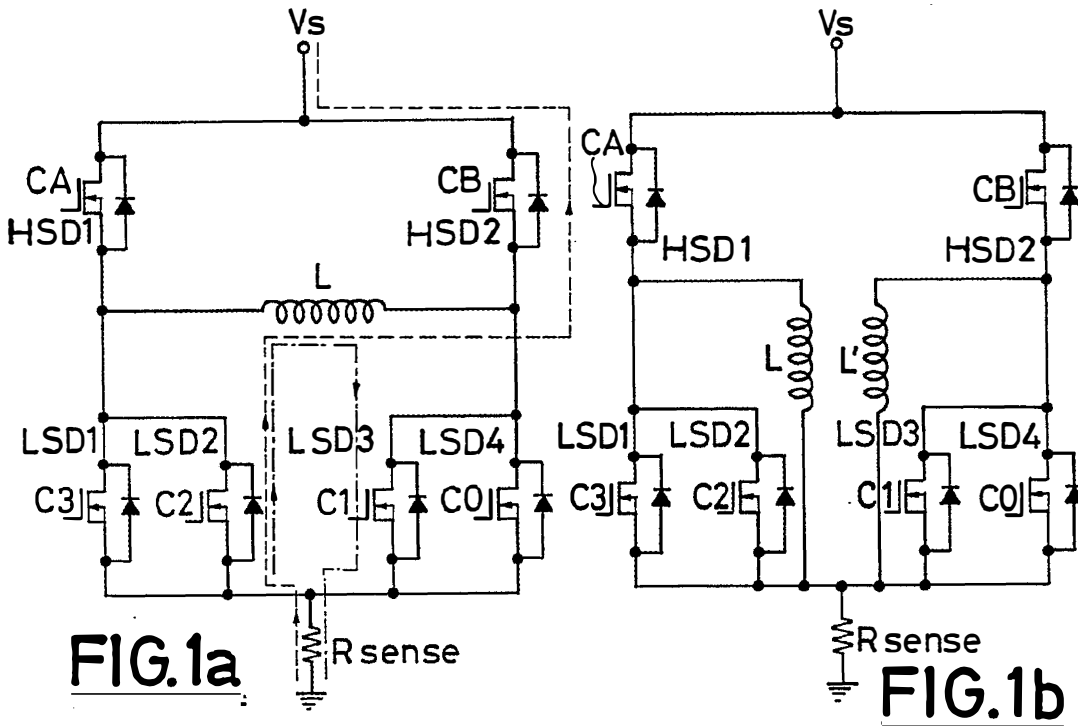 Vs
CA
HSD1
CB
HSD2
L
LSD1
LSD2
LSD3
LSD4
C3
C2
C1
C0
R sense
FIG.1a
Vs
CA
HSD1
CB
HSD2
L
L'
LSD1
LSD2
LSD3
LSD4
C3
C2
C1
C0
R sense
FIG.1b